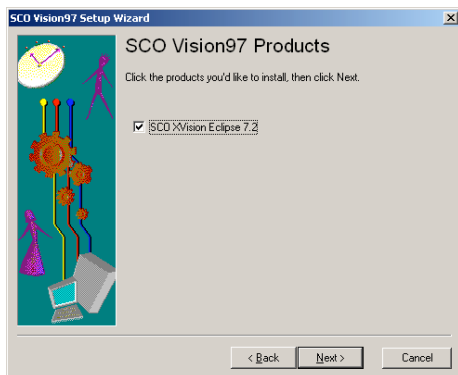 SCO Vision97 Setup Wizard
SCO Vision97 Products
Click the products you'd like to install, then click Next.
SCO XVision Eclipse 7.2
< Back
Next >
Cancel